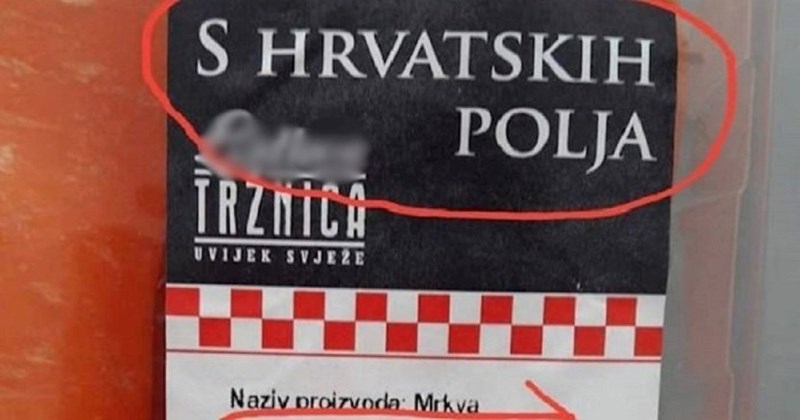 S HRVATSKIH
POLJA
TRŽNICA
UVIJEK SVJEŽE
Naziv proizvoda: Mrkva